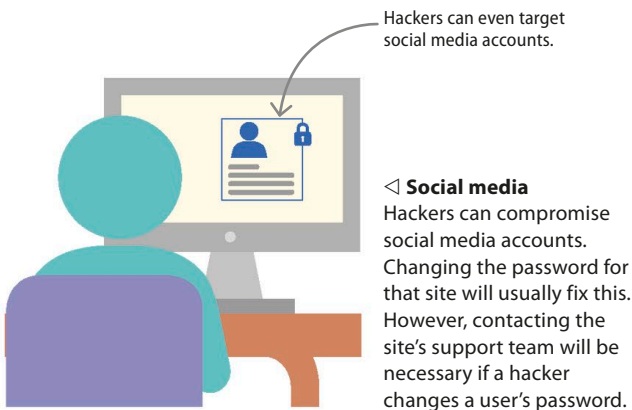 Hackers can even target
social media accounts.
◁ Social media
Hackers can compromise
social media accounts.
Changing the password for
that site will usually fix this.
However, contacting the
site’s support team will be
necessary if a hacker
changes a user’s password.